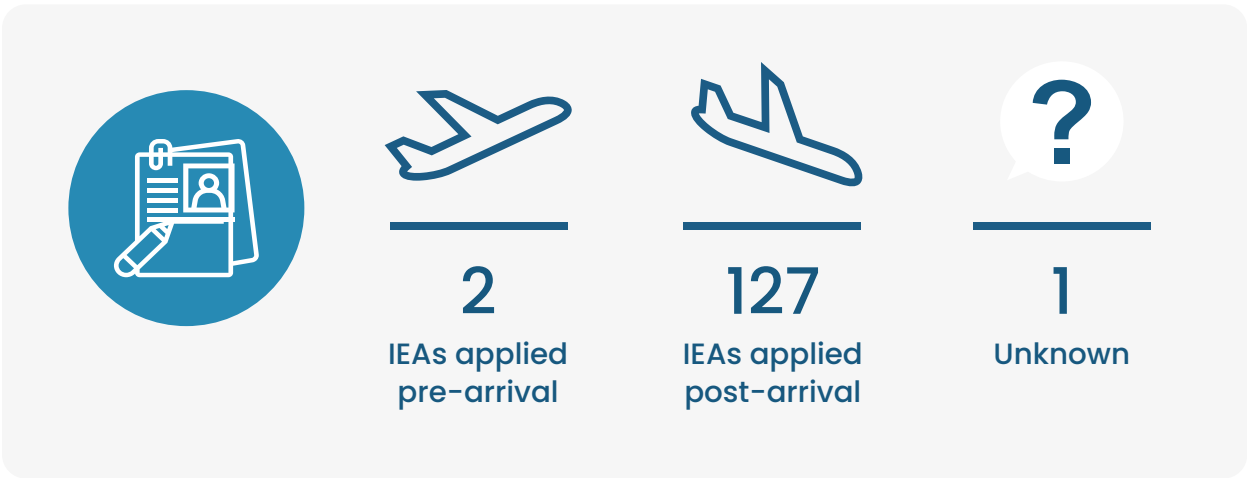 ?
2
IEAs applied
pre-arrival
127
IEAs applied
post-arrival
1
Unknown